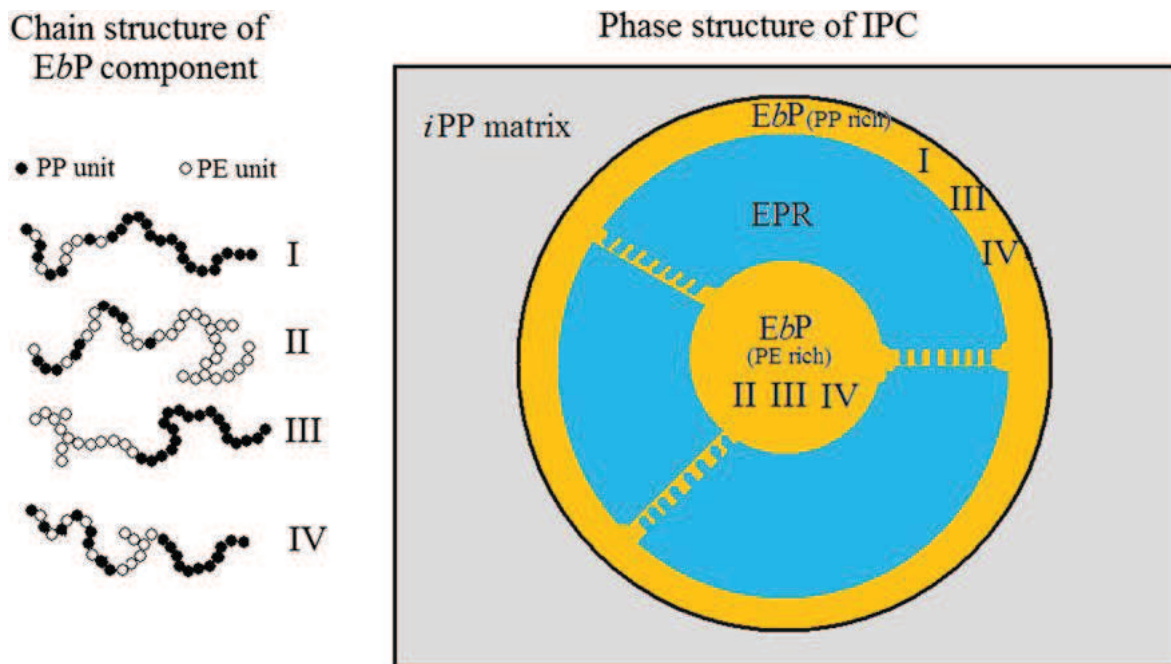 Chain structure of
EbP component
PP unit
PE unit
I
II
III
IV
Phase structure of IPC
iPP matrix
EbP(PP rich)
I
III
IV
EPR
EbP
(PE rich)
II III IV